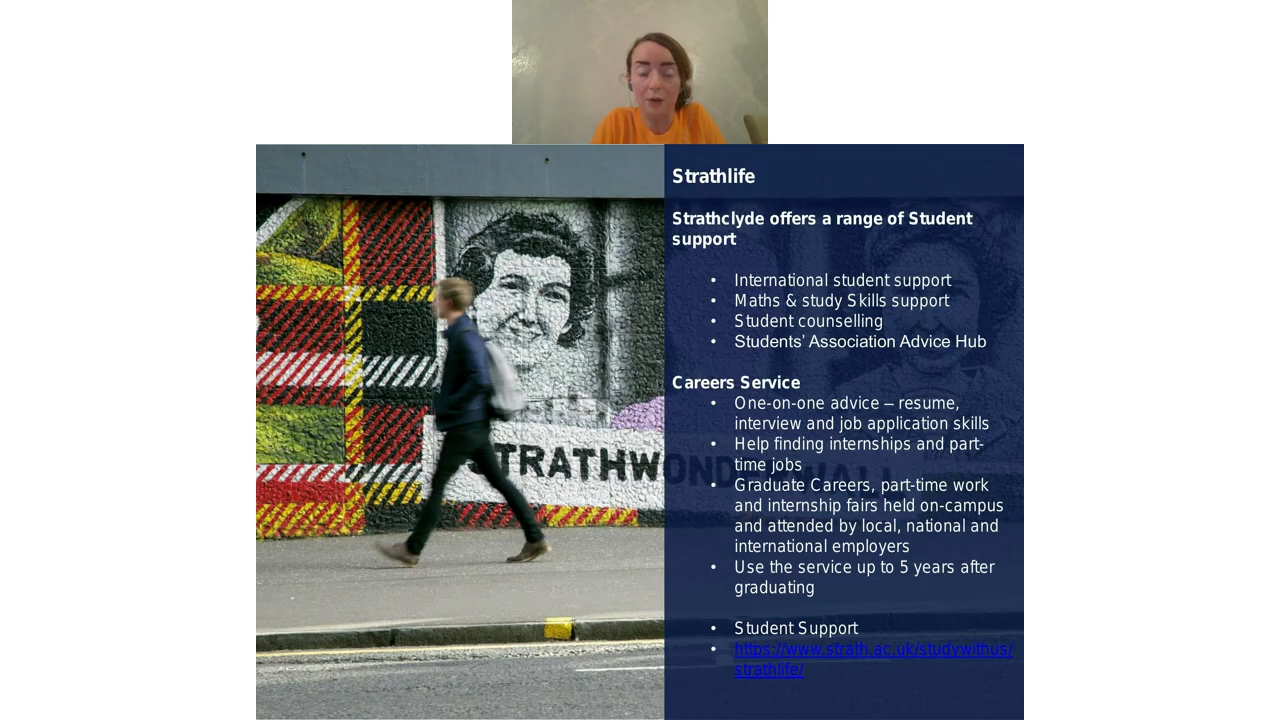 Strathlife
Strathclyde offers a range of Student
support
• International student support
• Maths & study Skills support
• Student counselling
• Students’ Association Advice Hub
Careers Service
• One-on-one advice – resume,
interview and job application skills
• Help finding internships and part-
time jobs
• Graduate Careers, part-time work
and internship fairs held on-campus
and attended by local, national and
international employers
• Use the service up to 5 years after
graduating
• Student Support
• https://www.strath.ac.uk/studywithus/
strathlife/
STRATHWONDERWALL